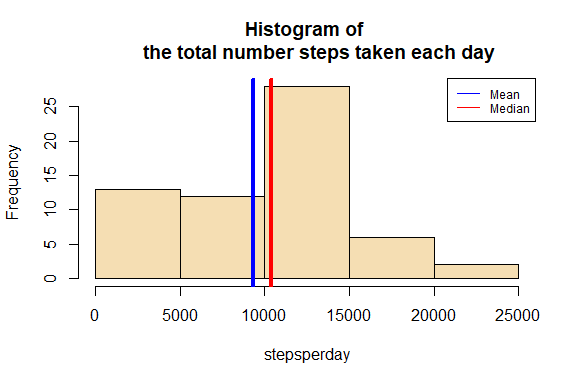 Histogram of
the total number steps taken each day
Mean
Median
Frequency
25
20
15
10
5
0
0 5000 10000 15000 20000 25000
stepsperday